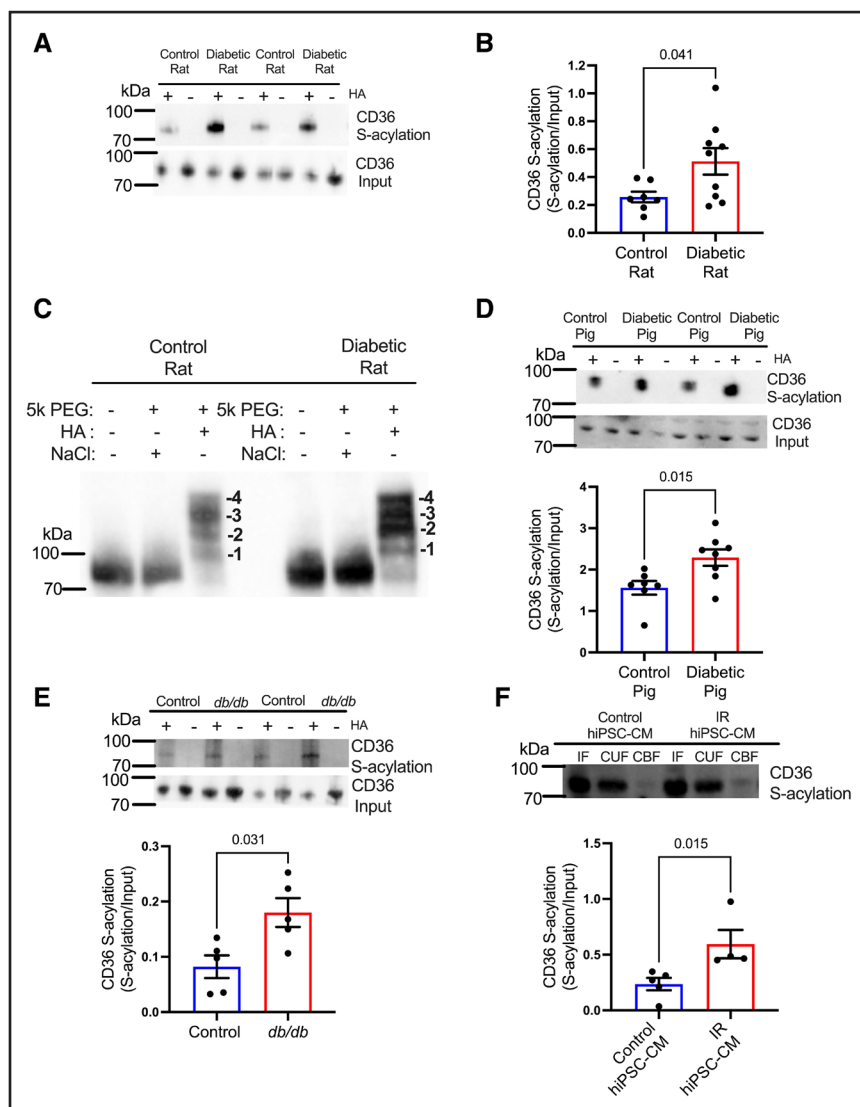 A
Control Rat Diabetic Rat Control Rat Diabetic Rat
kDa + - + - + - + - HA
100
70
CD36
S-acylation
100
70
CD36
Input
B
0.041
CD36 S-acylation
(S-acylation/Input)
1.2
1.0
0.8
0.6
0.4
0.2
0.0
Control
Rat
Diabetic
Rat
C
Control
Rat
Diabetic
Rat
5k PEG: - + + 5k PEG: - + +
HA : - - + HA : - - +
NaCl: - + - NaCl: - + -
kDa
100
70
-4
-3
-2
-1
-4
-3
-2
-1
D
Control Pig Diabetic Pig Control Pig Diabetic Pig
kDa + - + - + - + - HA
100
70
CD36
S-acylation
100
70
CD36
Input
0.015
CD36 S-acylation
(S-acylation/Input)
4
3
2
1
0
Control
Pig
Diabetic
Pig
E
Control db/db Control db/db
kDa + - + - + - + - HA
100
70
CD36
S-acylation
100
70
CD36
Input
0.031
CD36 S-acylation
(S-acylation/Input)
0.3
0.2
0.1
0.0
Control
db/db
F
Control
hiPSC-CM
IR
hiPSC-CM
kDa IF CUF CBF IF CUF CBF
100
70
CD36
S-acylation
0.015
CD36 S-acylation
(S-acylation/Input)
1.5
1.0
0.5
0.0
Control
hiPSC-CM
IR
hiPSC-CM